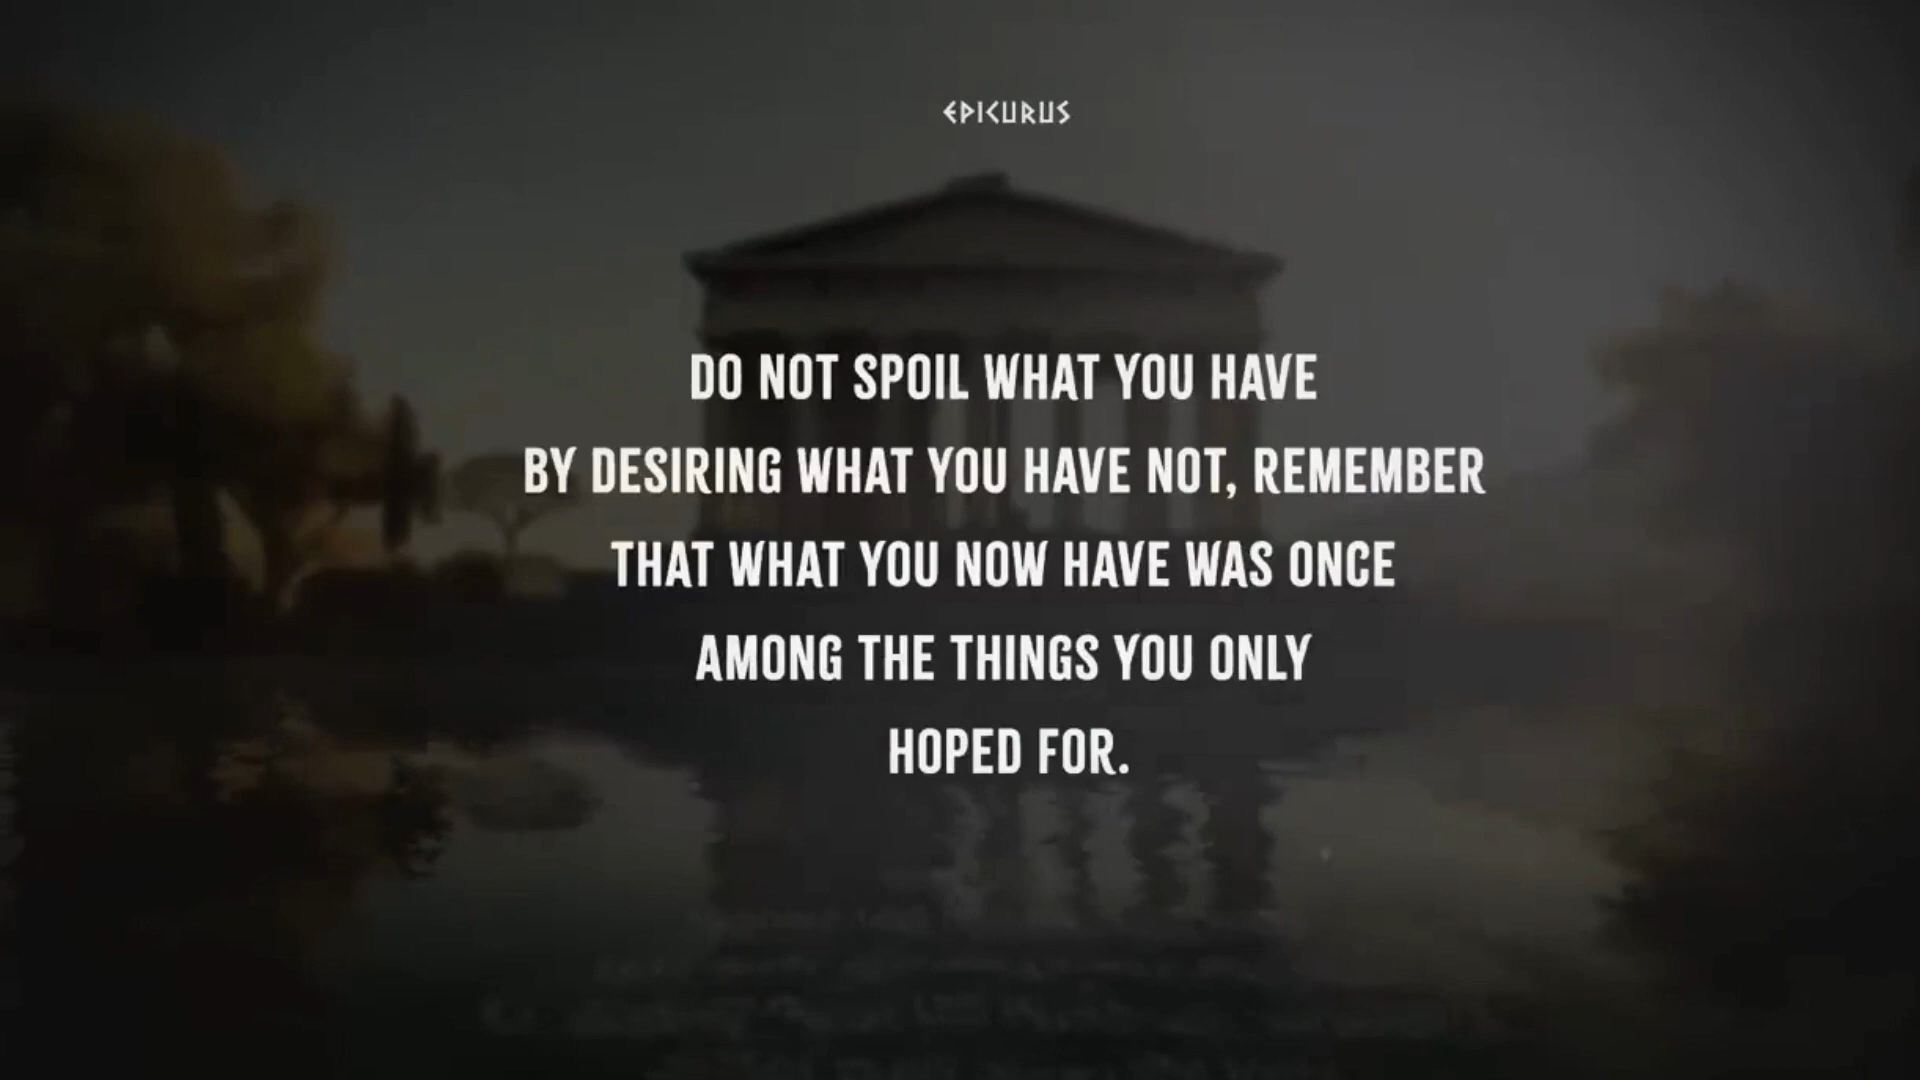 EPICURUS
DO NOT SPOIL WHAT YOU HAVE
BY DESIRING WHAT YOU HAVE NOT, REMEMBER
THAT WHAT YOU NOW HAVE WAS ONCE
AMONG THE THINGS YOU ONLY
HOPED FOR.